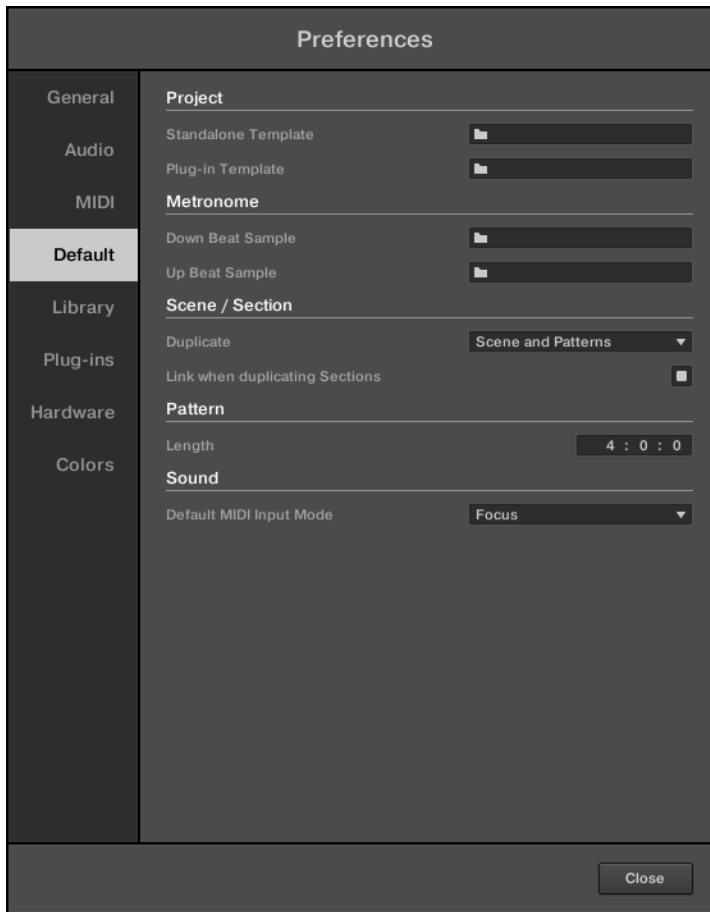 Preferences
General
Audio
MIDI
Default
Library
Plug-ins
Hardware
Colors
Project
Standalone Template
Plug-in Template
Metronome
Down Beat Sample
Up Beat Sample
Scene / Section
Duplicate Scene and Patterns
Link when duplicating Sections
Pattern
Length 4 : 0 : 0
Sound
Default MIDI Input Mode Focus
Close